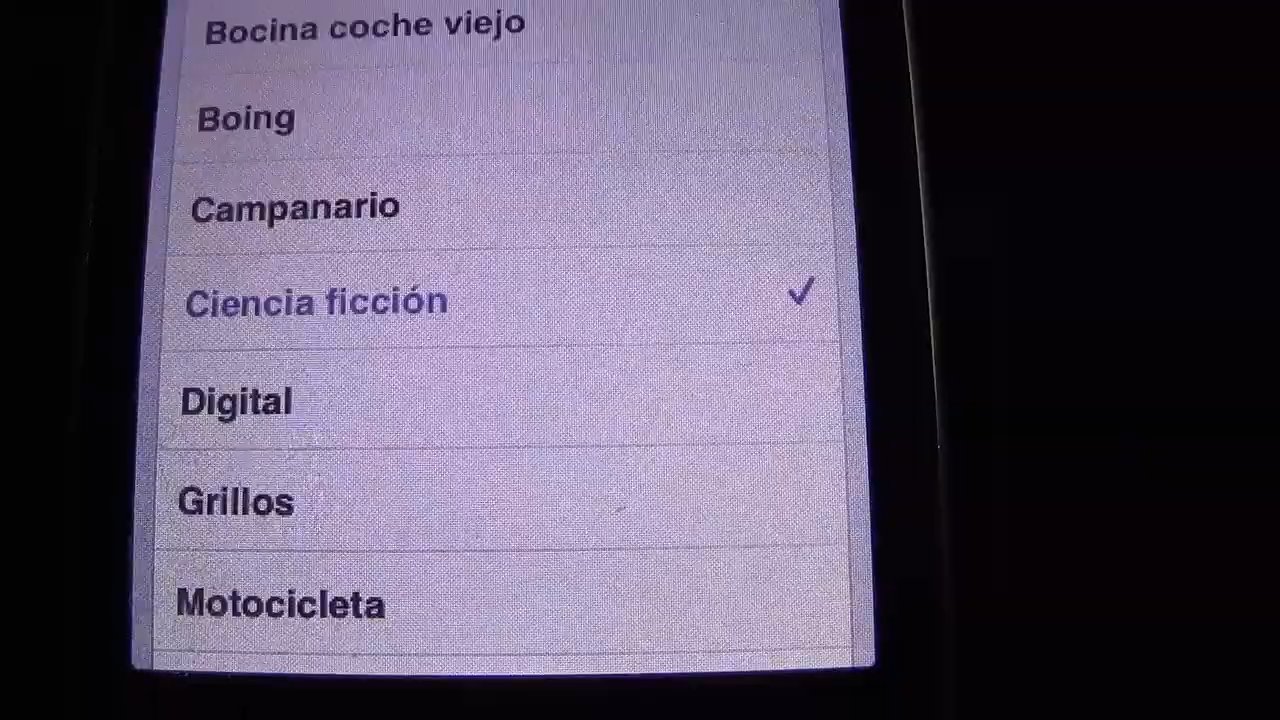 Bocina coche viejo
Boing
Campanario
Ciencia ficción
Digital
Grillos
Motocicleta